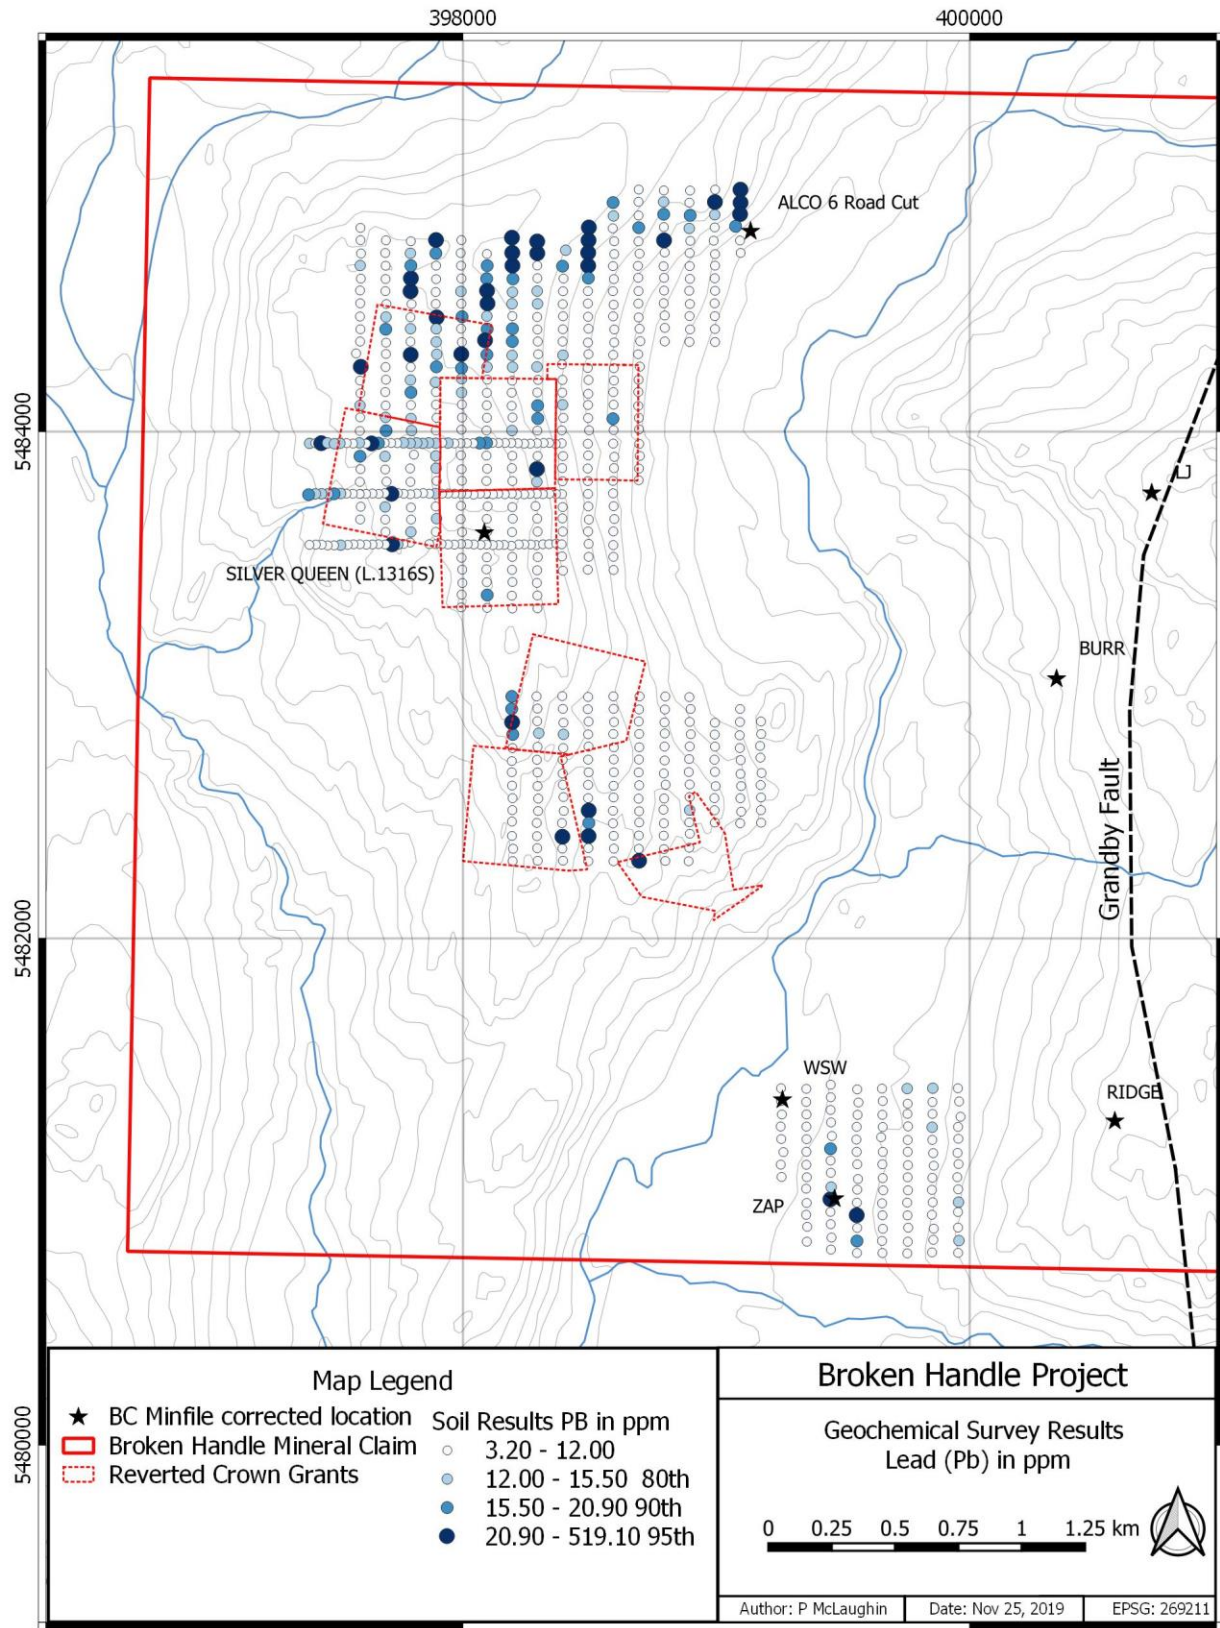 398000
400000
ALCO 6 Road Cut
5484000
CJ
SILVER QUEEN (L.1316S)
BURR
Grandby Fault
5482000
WSW
RIDGE
ZAP
5480000
Map Legend
BC Minfile corrected location
Broken Handle Mineral Claim
Reverted Crown Grants
Soil Results PB in ppm
3.20 - 12.00
12.00 - 15.50 80th
15.50 - 20.90 90th
20.90 - 519.10 95th
Broken Handle Project
Geochemical Survey Results
Lead (Pb) in ppm
0 0.25 0.5 0.75 1 1.25 km
Author: P McLaughin
Date: Nov 25, 2019
EPSG: 269211